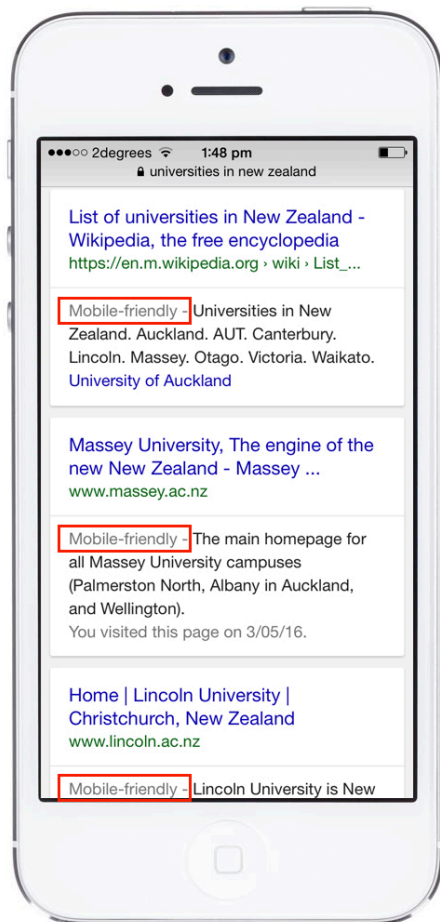 2degrees 1:48 pm
universities in new zealand
List of universities in New Zealand -
Wikipedia, the free encyclopedia
https://en.m.wikipedia.org › wiki › List_...
Mobile-friendly - Universities in New
Zealand. Auckland. AUT. Canterbury.
Lincoln. Massey. Otago. Victoria. Waikato.
University of Auckland
Massey University, The engine of the
new New Zealand - Massey ...
www.massey.ac.nz
Mobile-friendly - The main homepage for
all Massey University campuses
(Palmerston North, Albany in Auckland,
and Wellington).
You visited this page on 3/05/16.
Home | Lincoln University |
Christchurch, New Zealand
www.lincoln.ac.nz
Mobile-friendly - Lincoln University is New